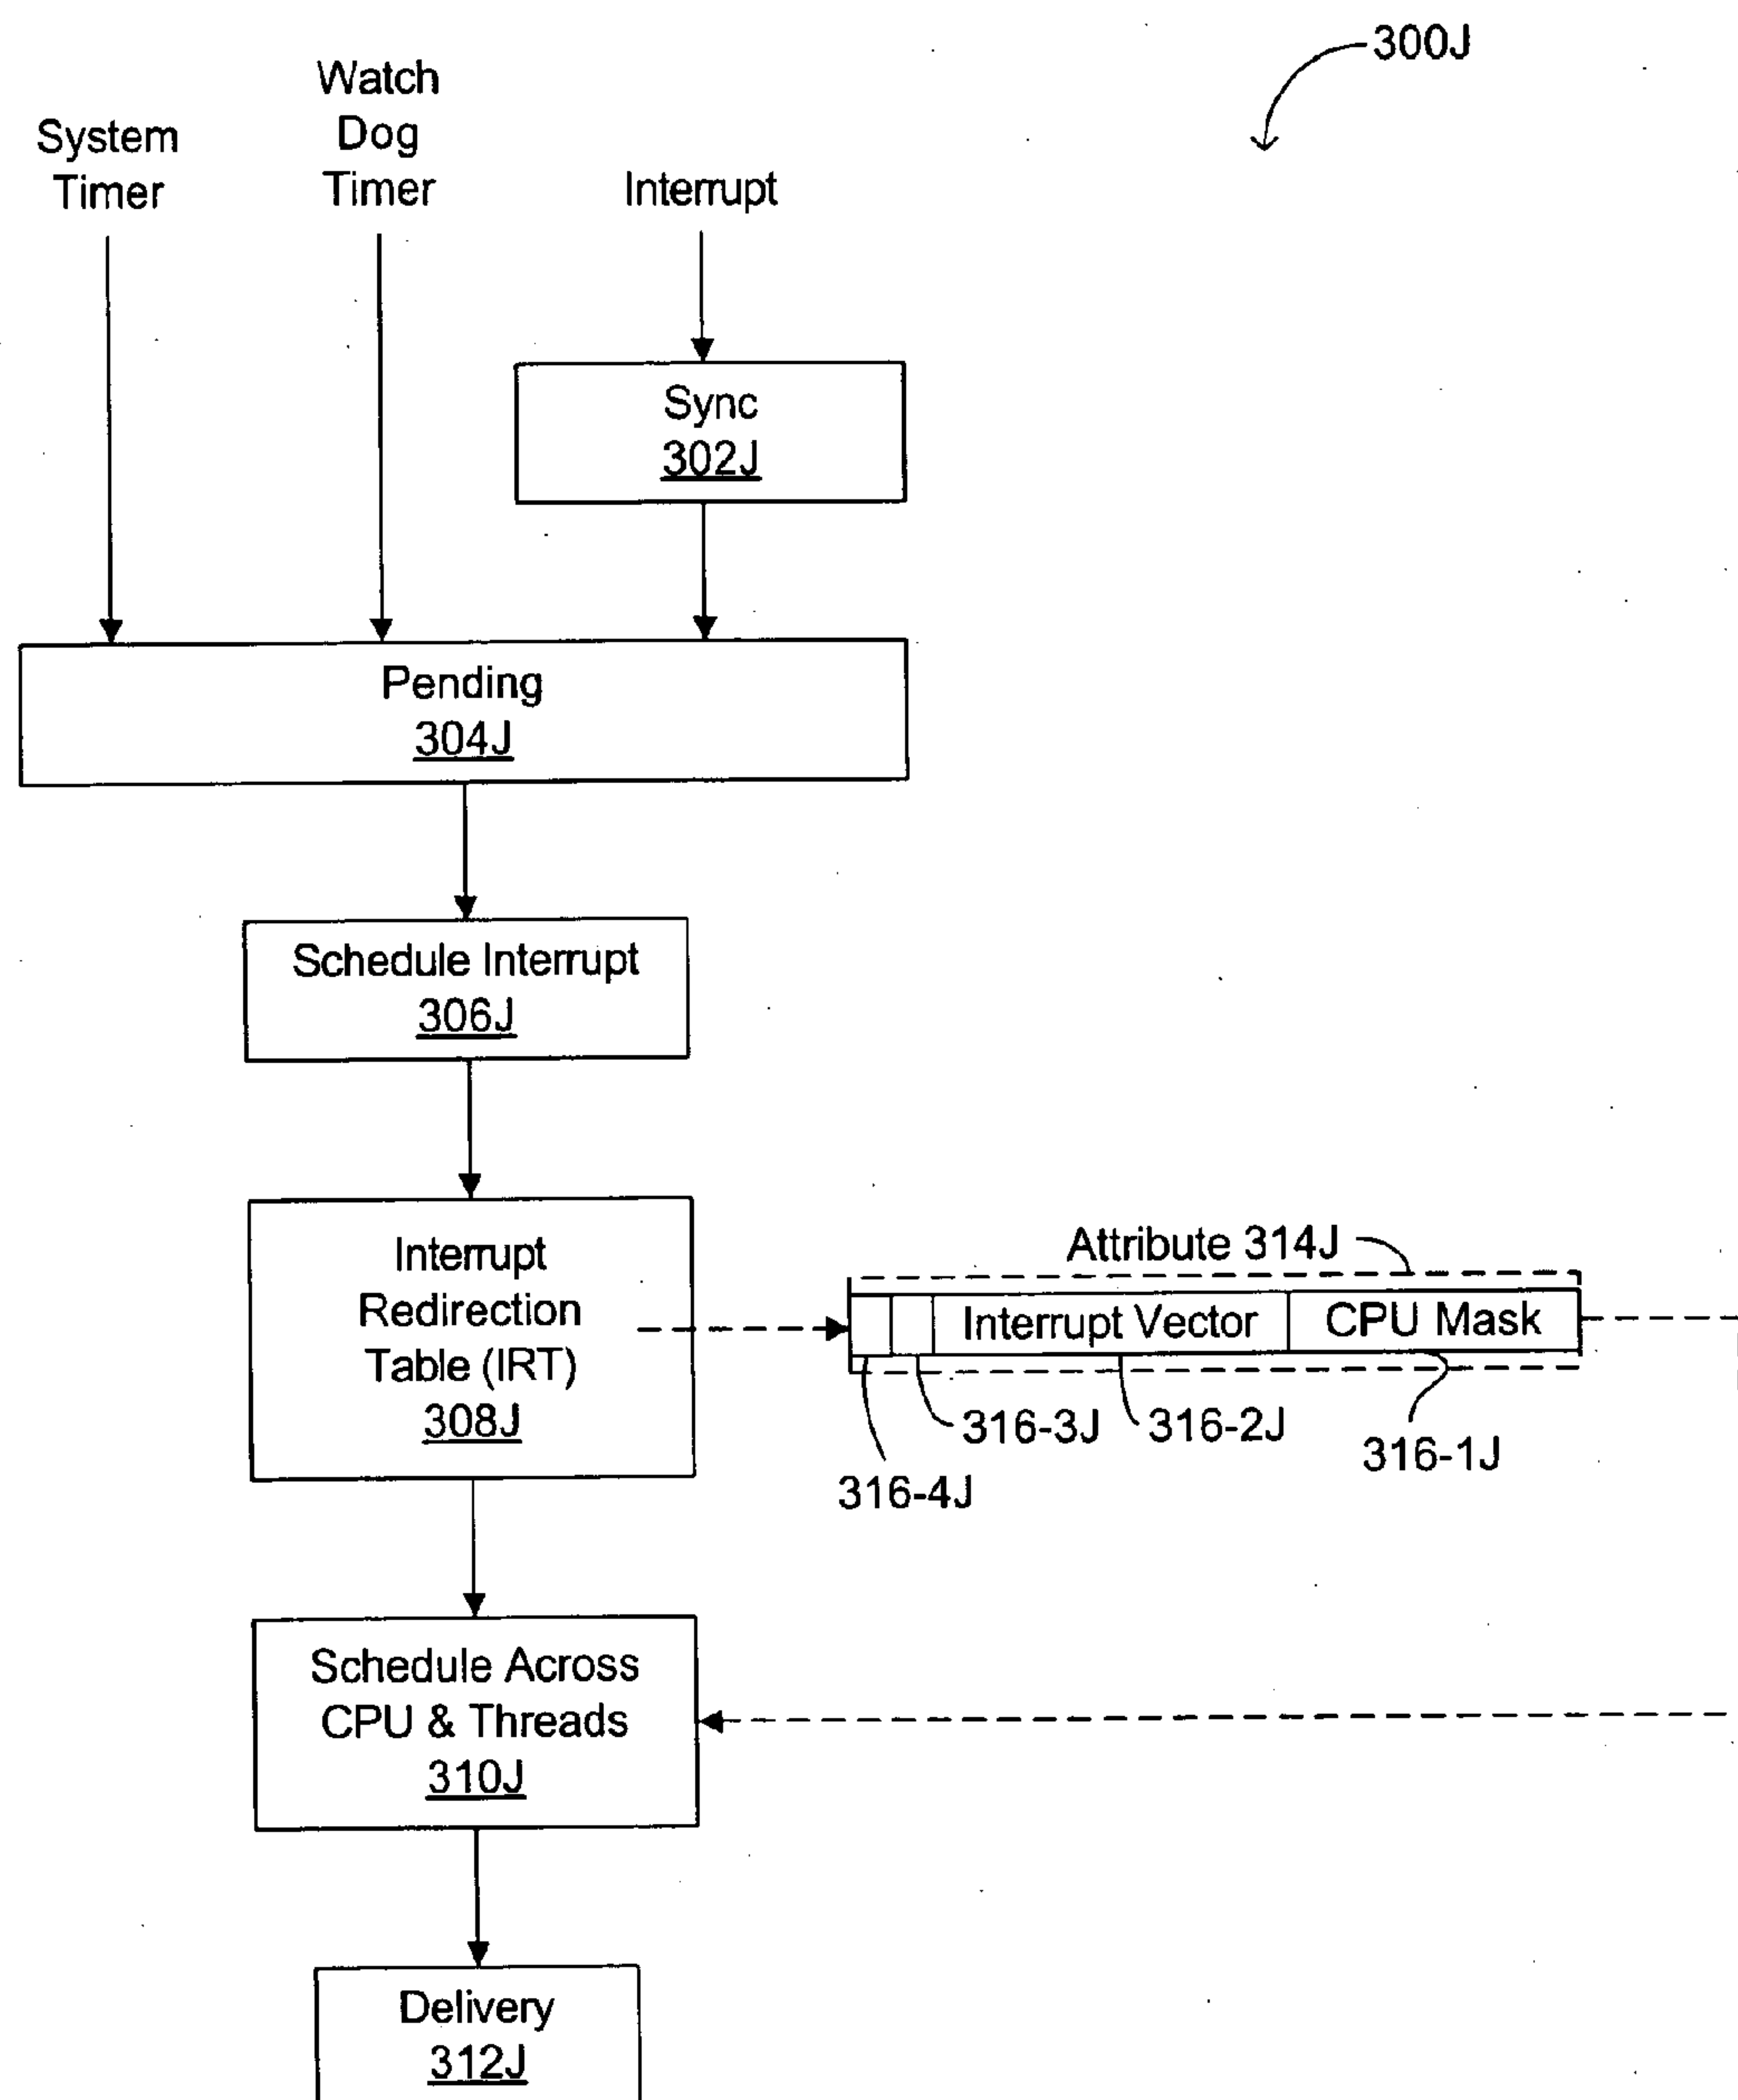 300J
System
Timer
Watch
Dog
Timer
Interrupt
Sync
302J
Pending
304J
Schedule Interrupt
306J
Interrupt
Redirection
Table (IRT)
308J
Attribute 314J
Interrupt Vector
CPU Mask
316-4J
316-3J
316-2J
316-1J
Schedule Across
CPU & Threads
310J
Delivery
312J